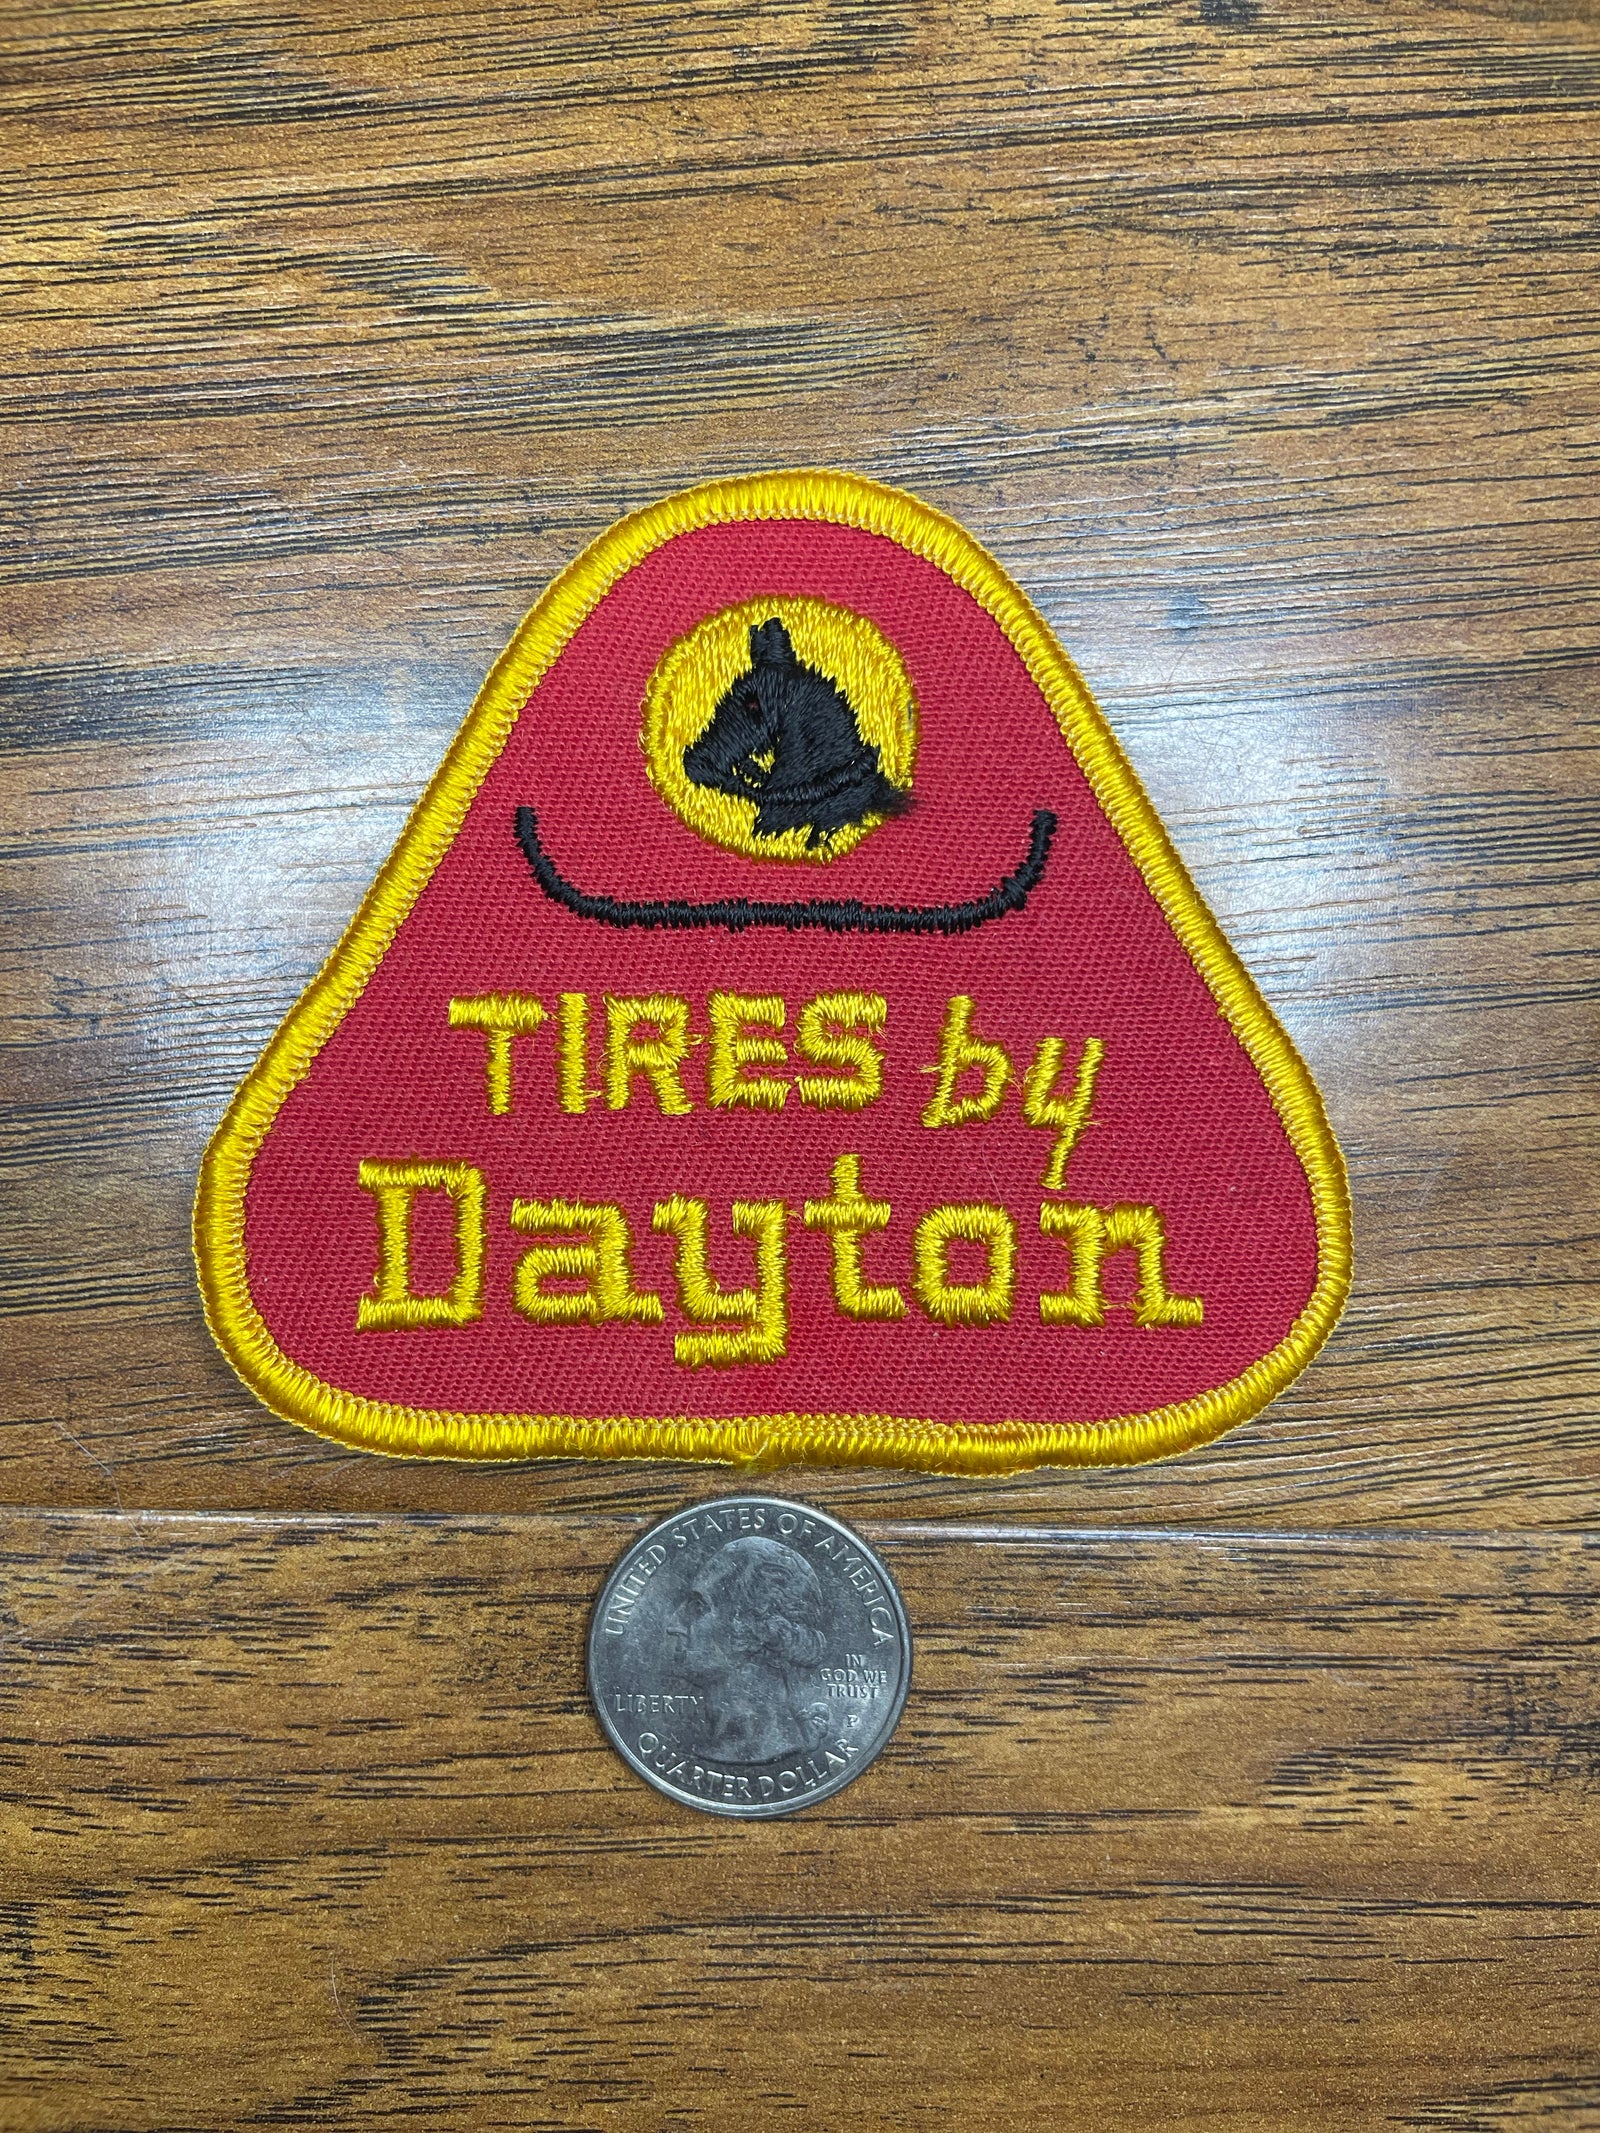 TIRES by
Dayton
UNITED STATES OF AMERICA
IN
GOD WE
TRUST
LIBERTY
P
QUARTER DOLLAR